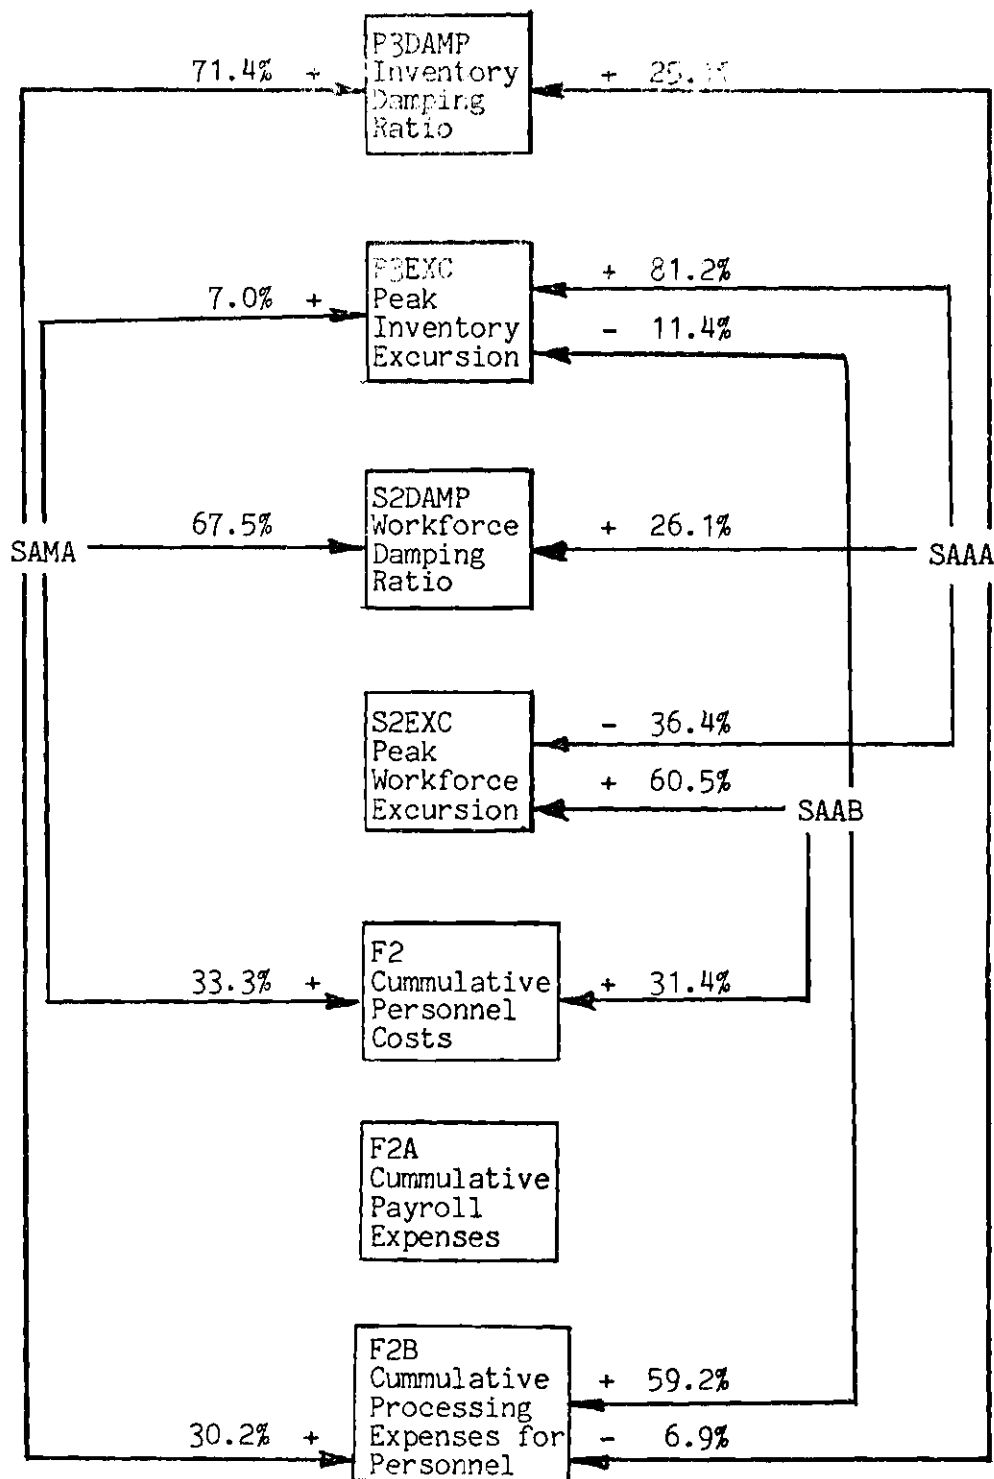 P3DAMP
Inventory
Damping
Ratio
71.4% +
+
P3EXC
Peak
Inventory
Excursion
7.0% +
+ 81.2%
- 11.4%
S2DAMP
Workforce
Damping
Ratio
67.5%
+ 26.1%
SAMA
SAAA
S2EXC
Peak
Workforce
Excursion
- 36.4%
+ 60.5%
SAAB
F2
Cummulative
Personnel
Costs
33.3% +
+ 31.4%
F2A
Cummulative
Payroll
Expenses
F2B
Cummulative
Processing
Expenses for
Personnel
30.2% +
+ 59.2%
- 6.9%